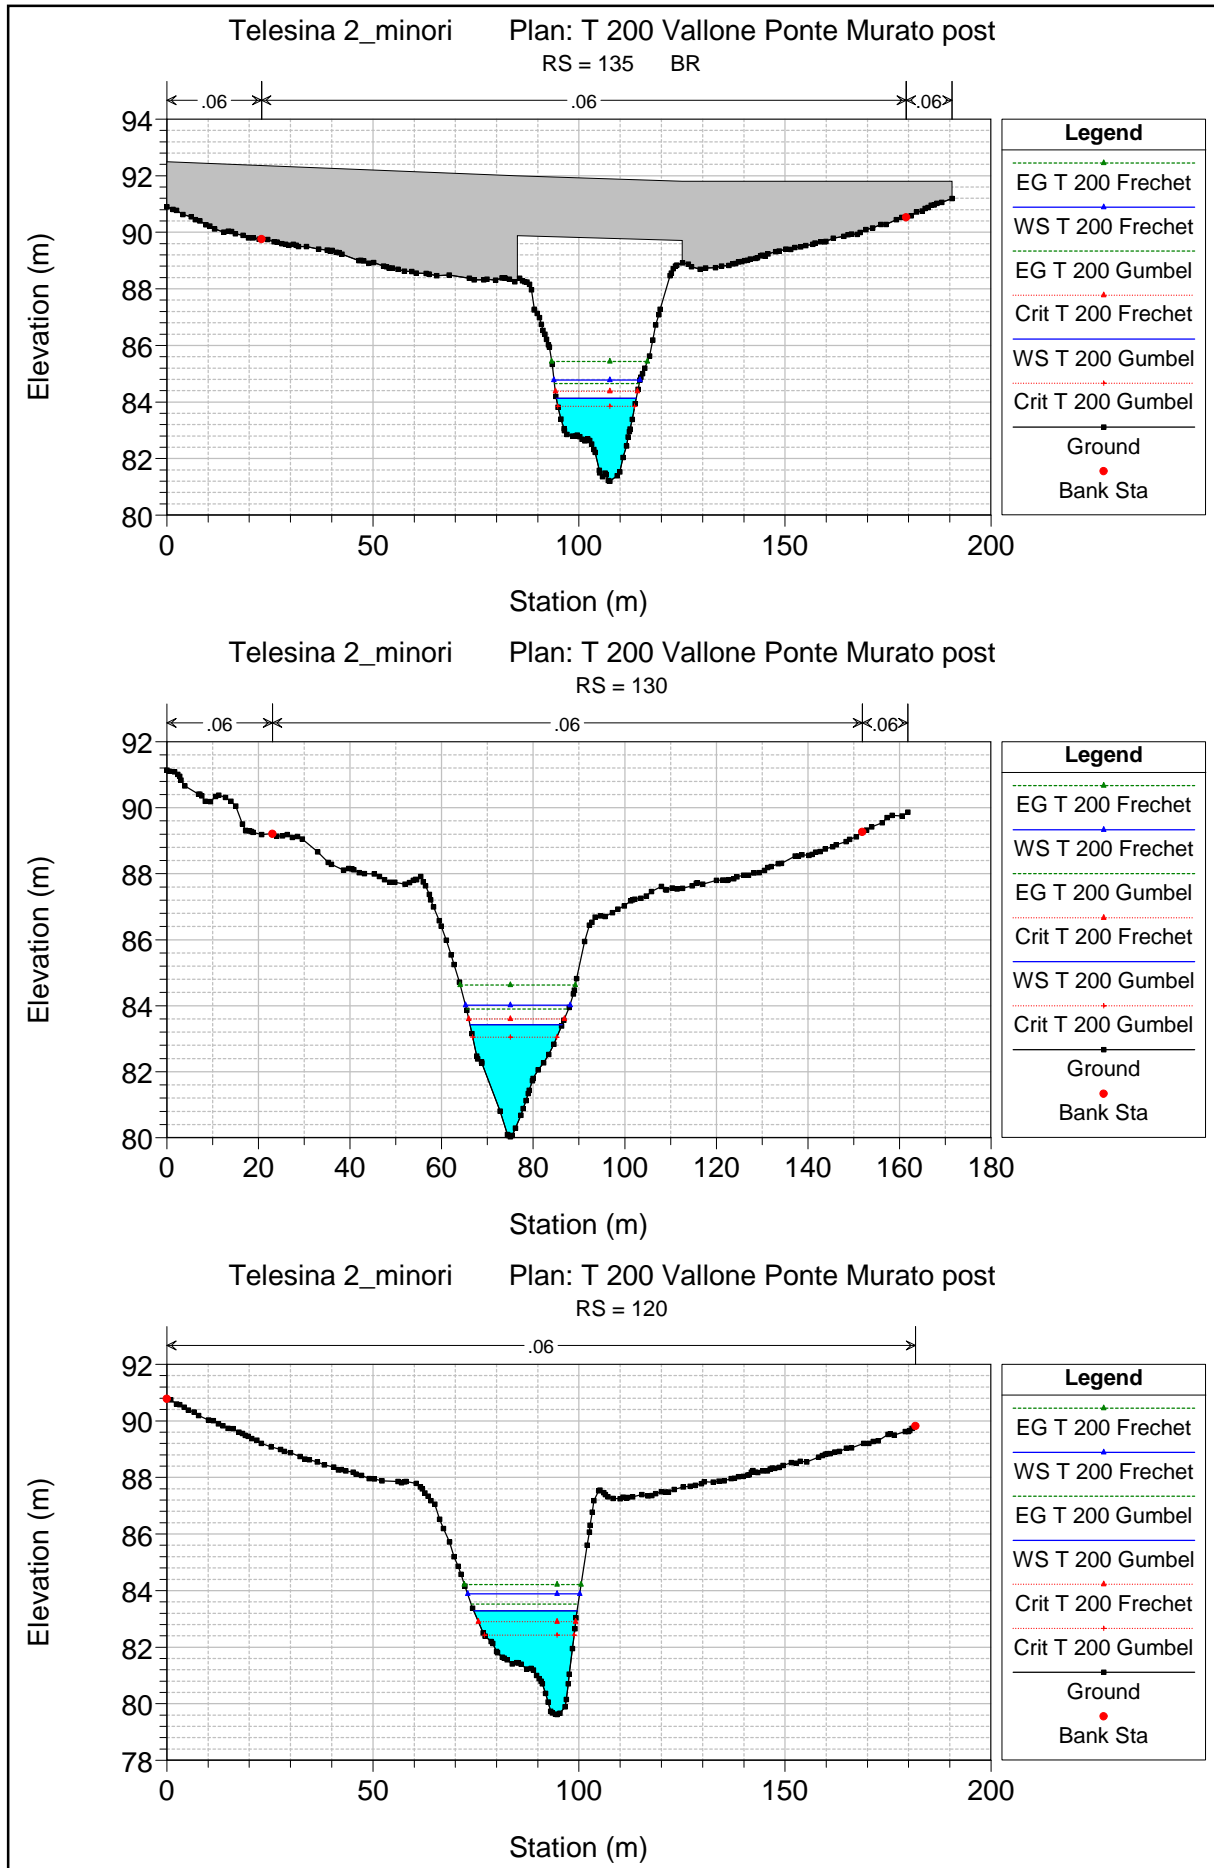 Telesina 2_minori Plan: T 200 Vallone Ponte Murato post
RS = 135 BR
.06 .06 .06
94
92
90
88
86
84
82
80
0 50 100 150 200
Elevation (m)
Station (m)
Legend
EG T 200 Frechet
WS T 200 Frechet
EG T 200 Gumbel
Crit T 200 Frechet
WS T 200 Gumbel
Crit T 200 Gumbel
Ground
Bank Sta
Telesina 2_minori Plan: T 200 Vallone Ponte Murato post
RS = 130
.06 .06 .06
92
90
88
86
84
82
80
0 20 40 60 80 100 120 140 160 180
Elevation (m)
Station (m)
Legend
EG T 200 Frechet
WS T 200 Frechet
EG T 200 Gumbel
Crit T 200 Frechet
WS T 200 Gumbel
Crit T 200 Gumbel
Ground
Bank Sta
Telesina 2_minori Plan: T 200 Vallone Ponte Murato post
RS = 120
.06
92
90
88
86
84
82
80
78
0 50 100 150 200
Elevation (m)
Station (m)
Legend
EG T 200 Frechet
WS T 200 Frechet
EG T 200 Gumbel
WS T 200 Gumbel
Crit T 200 Frechet
Crit T 200 Gumbel
Ground
Bank Sta